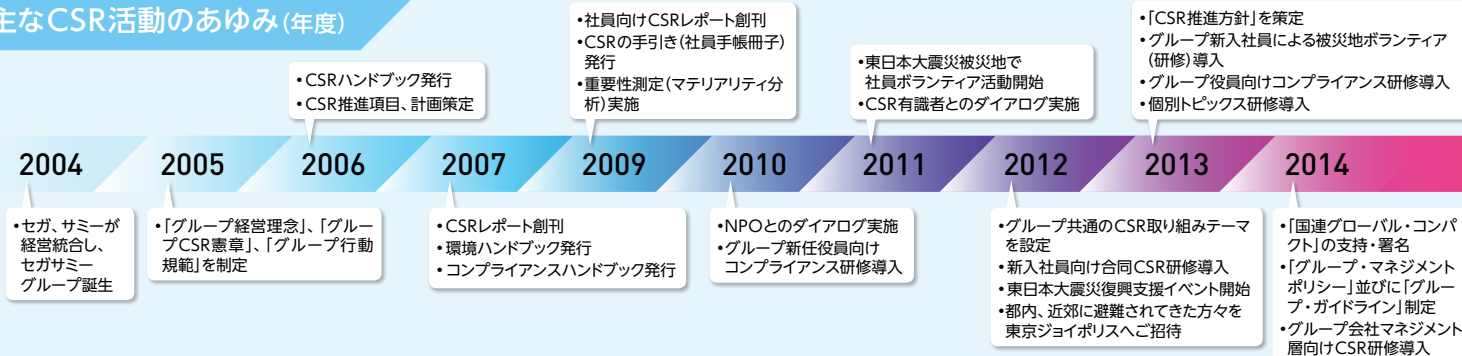 主なCSR活動のあゆみ(年度)
・CSRハンドブック発行
・CSR推進項目、計画策定
・社員向けCSRレポート創刊
・CSRの手引き(社員手帳冊子)
発行
・重要性測定(マテリアリティ分
析)実施
・東日本大震災被災地で
社員ボランティア活動開始
・CSR有識者とのダイアログ実施
・「CSR推進方針」を策定
・グループ新入社員による被災地ボランティア
(研修)導入
・グループ役員向けコンプライアンス研修導入
・個別トピックス研修導入
2004 2005 2006 2007 2009 2010 2011 2012 2013 2014
・セガ、サミーが
経営統合し、
セガサミー
グループ誕生
・「グループ経営理念」、「グルー
プCSR憲章」、「グループ行動
規範」を制定
・CSRレポート創刊
・環境ハンドブック発行
・コンプライアンスハンドブック発行
・NPOとのダイアログ実施
・グループ新任役員向け
コンプライアンス研修導入
・グループ共通のCSR取り組みテーマ
を設定
・新入社員向け合同CSR研修導入
・東日本大震災復興支援イベント開始
・都内、近郊に避難されてきた方々を
東京ジョイポリスへご招待
・「国連グローバル・コンパ
クト」の支持・署名
・「グループ・マネジメント
ポリシー」並びに「グルー
プ・ガイドライン」制定
・グループ会社マネジメント
層向けCSR研修導入